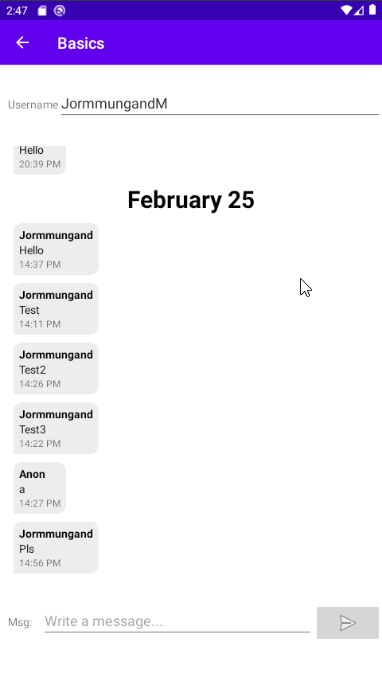 2:47
Basics
Username JormmungandM
Hello
20:39 PM
February 25
Jormmungand
Hello
14:37 PM
Jormmungand
Test
14:11 PM
Jormmungand
Test2
14:26 PM
Jormmungand
Test3
14:22 PM
Anon
a
14:27 PM
Jormmungand
Pls
14:56 PM
Msg: Write a message...